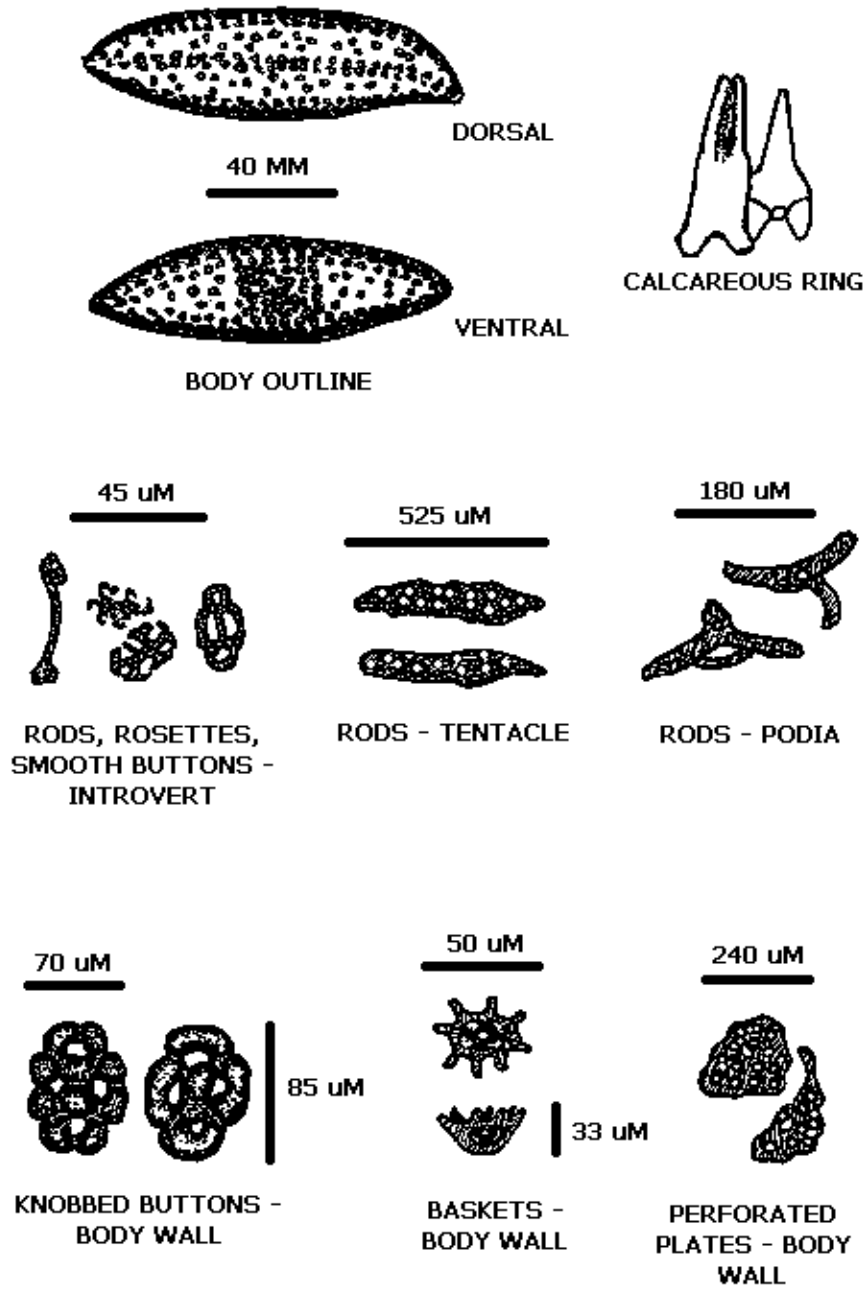 DORSAL
40 MM
CALCAREOUS RING
VENTRAL
BODY OUTLINE
45 uM
525 uM
180 uM
RODS, ROSETTES,
SMOOTH BUTTONS -
INTROVERT
RODS - TENTACLE
RODS - PODIA
70 uM
50 uM
240 uM
85 uM
33 uM
KNOBBED BUTTONS -
BODY WALL
BASKETS -
BODY WALL
PERFORATED
PLATES - BODY
WALL